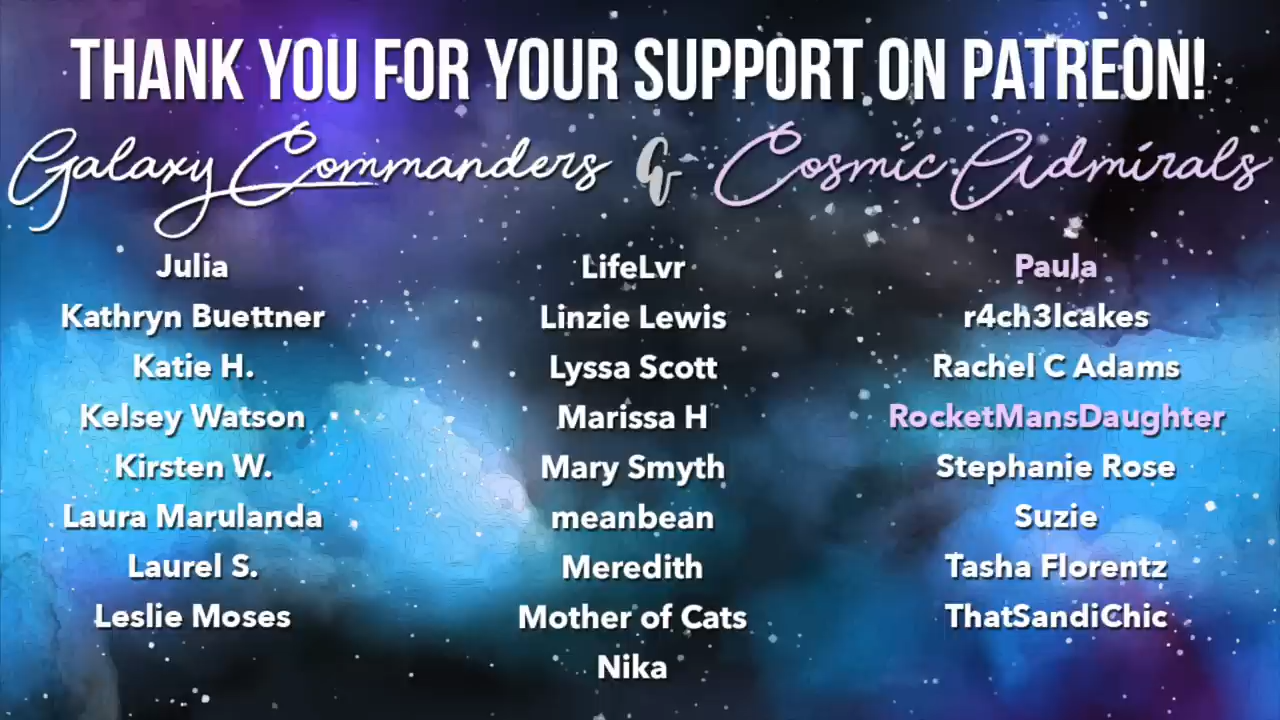 THANK YOU FOR YOUR SUPPORT ON PATREON!
Galaxy Commanders & Cosmic Admirals
Julia
Kathryn Buettner
Katie H.
Kelsey Watson
Kirsten W.
Laura Marulanda
Laurel S.
Leslie Moses
LifeLvr
Linzie Lewis
Lyssa Scott
Marissa H
Mary Smyth
meanbean
Meredith
Mother of Cats
Nika
Paula
r4ch3lcakes
Rachel C Adams
RocketMansDaughter
Stephanie Rose
Suzie
Tasha Florentz
ThatSandiChic